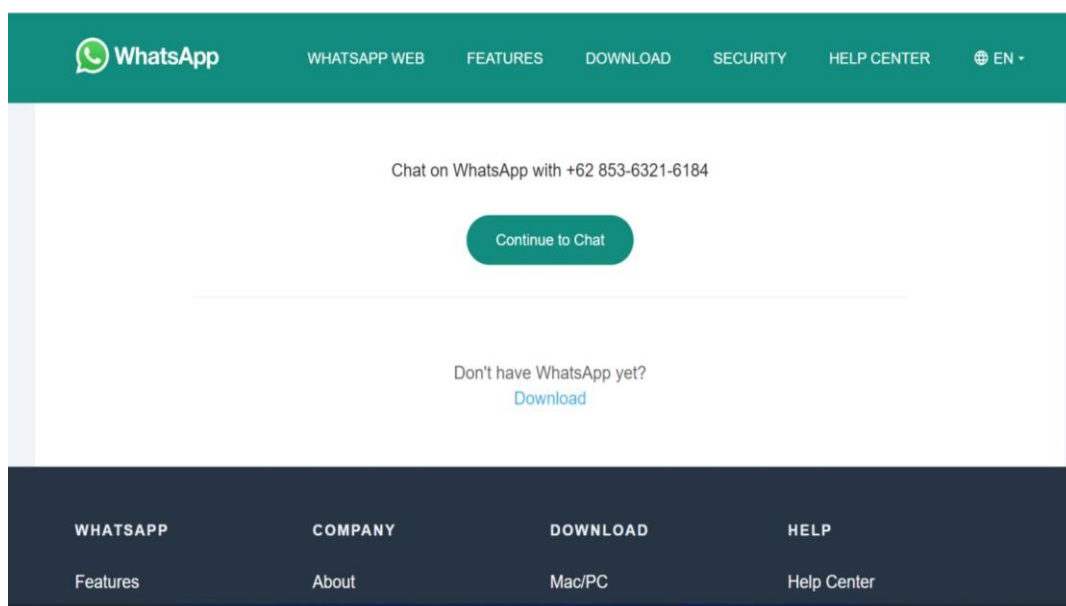 WhatsApp
WHATSAPP WEB FEATURES DOWNLOAD SECURITY HELP CENTER EN
Chat on WhatsApp with +62 853-6321-6184
Continue to Chat
Don't have WhatsApp yet?
Download
WHATSAPP COMPANY DOWNLOAD HELP
Features About Mac/PC Help Center